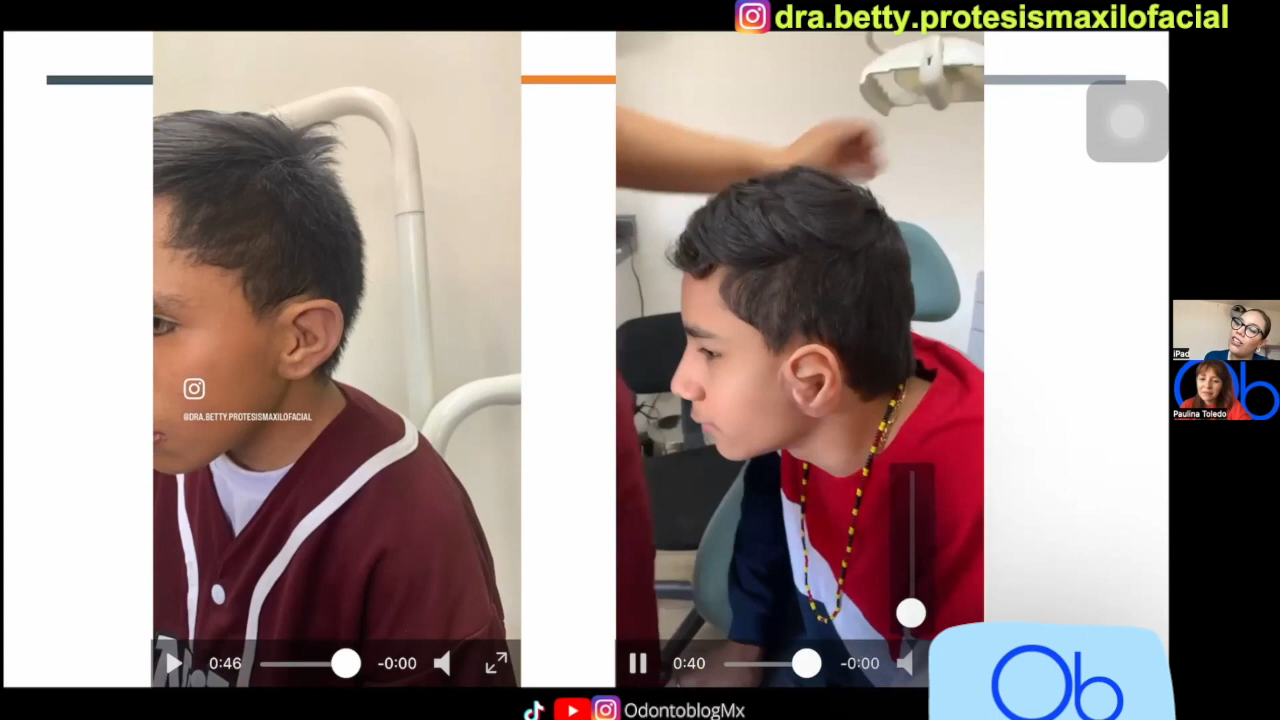 dra.betty.protesismaxilofacial
@DRA.BETTY.PROTESISMAXILOFACIAL
iPad
Paulina Toledo
0:46
-0:00
0:40
-0:00
Ob
OdontoblogMx